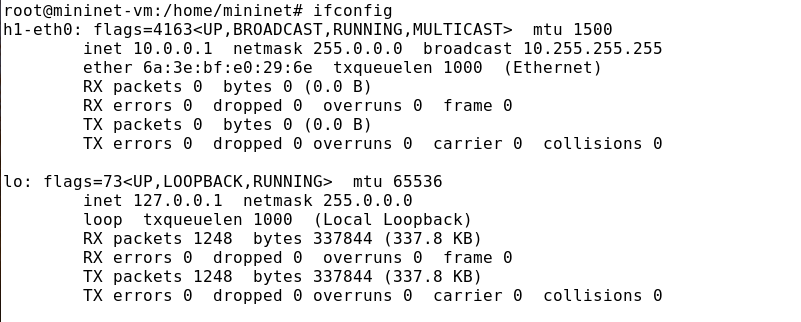 root@mininet-vm:/home/mininet# ifconfig
h1-eth0: flags=4163<UP,BROADCAST,RUNNING,MULTICAST>  mtu 1500
        inet 10.0.0.1  netmask 255.0.0.0  broadcast 10.255.255.255
        ether 6a:3e:bf:e0:29:6e  txqueuelen 1000  (Ethernet)
        RX packets 0  bytes 0 (0.0 B)
        RX errors 0  dropped 0  overruns 0  frame 0
        TX packets 0  bytes 0 (0.0 B)
        TX errors 0  dropped 0 overruns 0  carrier 0  collisions 0

lo: flags=73<UP,LOOPBACK,RUNNING>  mtu 65536
        inet 127.0.0.1  netmask 255.0.0.0
        loop  txqueuelen 1000  (Local Loopback)
        RX packets 1248  bytes 337844 (337.8 KB)
        RX errors 0  dropped 0  overruns 0  frame 0
        TX packets 1248  bytes 337844 (337.8 KB)
        TX errors 0  dropped 0 overruns 0  carrier 0  collisions 0